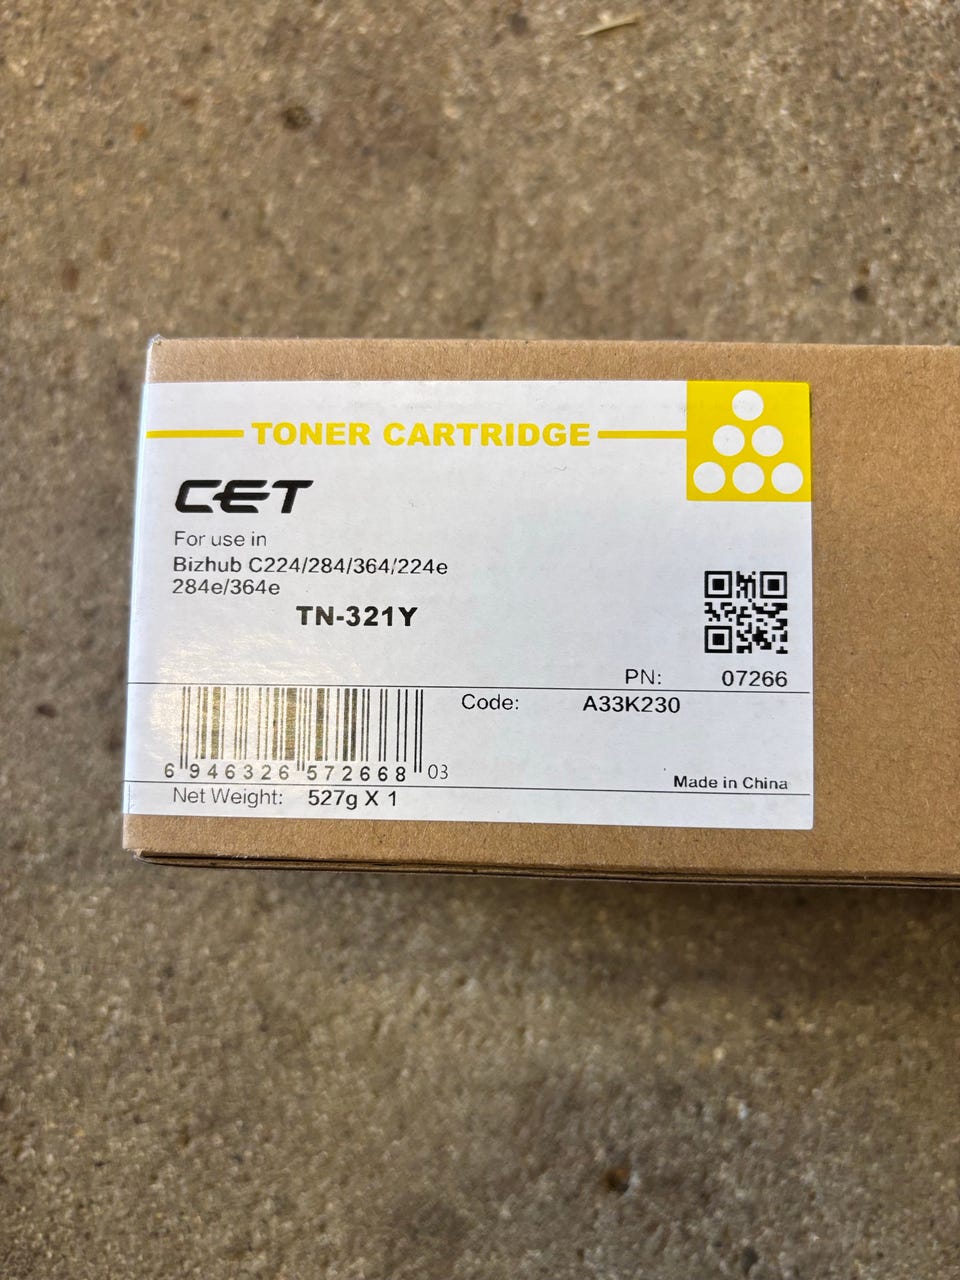 TONER CARTRIDGE
CET
For use in
Bizhub C224/284/364/224e
284e/364e
TN-321Y
PN: 07266
Code: A33K230
6 946326 572668 03
Made in China
Net Weight: 527g X 1